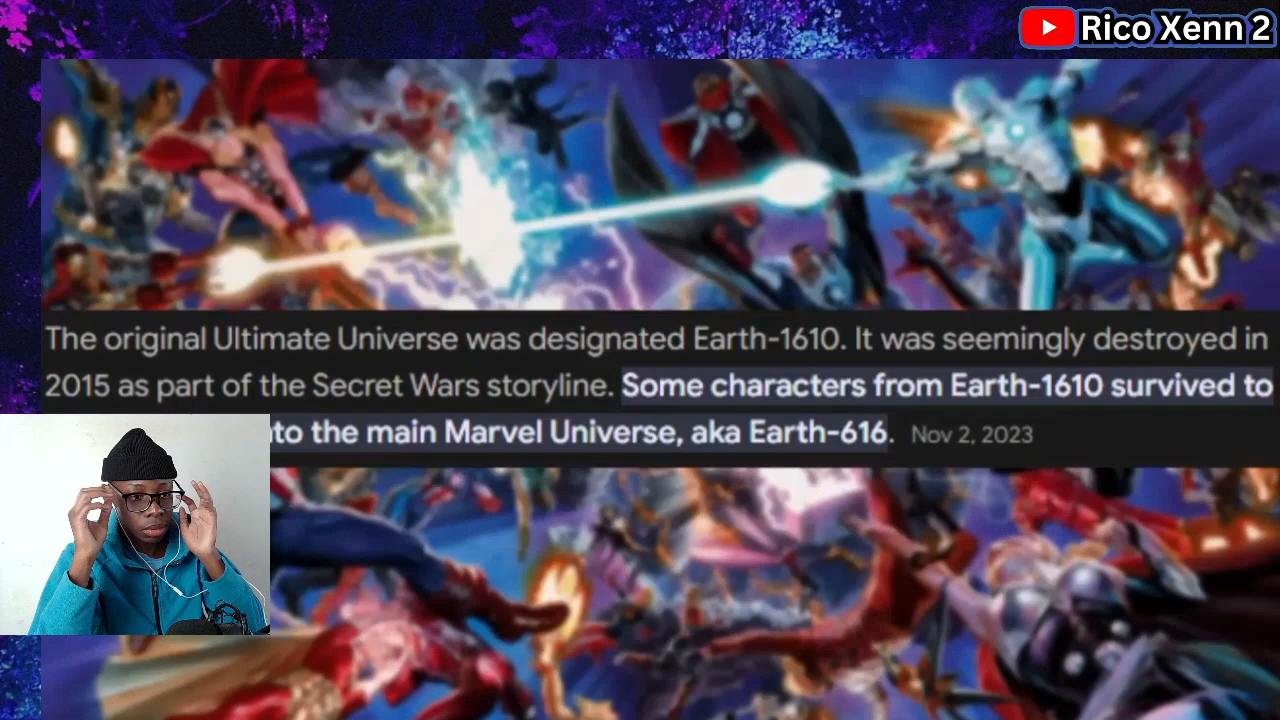 Rico Xenn 2
The original Ultimate Universe was designated Earth-1610. It was seemingly destroyed in
2015 as part of the Secret Wars storyline. Some characters from Earth-1610 survived to
the main Marvel Universe, aka Earth-616. Nov 2, 2023